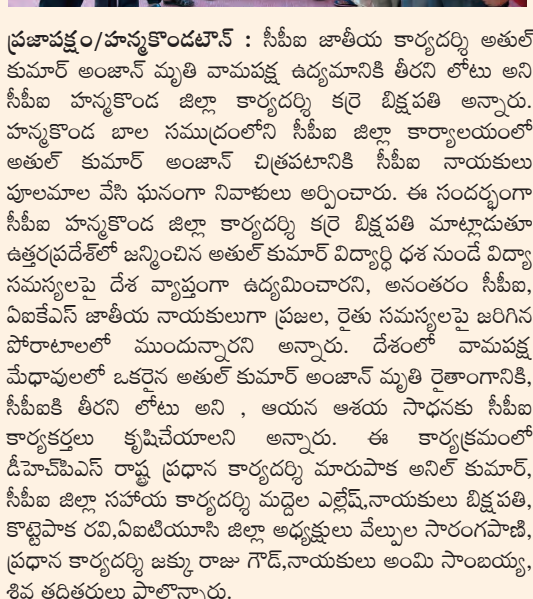 ప్రజాపక్షం/హన్మకొండటౌన్ : సీపీఐ జాతీయ కార్యదర్శి అతుల్
కుమార్ అంజాన్ మృతి వామపక్ష ఉద్యమానికి తీరని లోటు అని
సీపీఐ హన్మకొండ జిల్లా కార్యదర్శి కర్రె బిక్షపతి అన్నారు.
హన్మకొండ బాల సముద్రంలోని సీపీఐ జిల్లా కార్యాలయంలో
అతుల్ కుమార్ అంజాన్ చిత్రపటానికి సీపీఐ నాయకులు
పూలమాల వేసి ఘనంగా నివాళులు అర్పించారు. ఈ సందర్భంగా
సీపీఐ హన్మకొండ జిల్లా కార్యదర్శి కర్రె బిక్షపతి మాట్లాడుతూ
ఉత్తరప్రదేశ్‌లో జన్మించిన అతుల్ కుమార్ విద్యార్థి ధశ నుండే విద్యా
సమస్యలపై దేశ వ్యాప్తంగా ఉద్యమించారని, అనంతరం సీపీఐ,
ఏఐకేఎస్ జాతీయ నాయకులుగా ప్రజల, రైతు సమస్యలపై జరిగిన
పోరాటాలలో ముందున్నారని అన్నారు. దేశంలో వామపక్ష
మేధావులలో ఒకరైన అతుల్ కుమార్ అంజాన్ మృతి రైతాంగానికి,
సీపీఐకి తీరని లోటు అని , ఆయన ఆశయ సాధనకు సీపీఐ
కార్యకర్తలు కృషిచేయాలని అన్నారు. ఈ కార్యక్రమంలో
డీహెచ్‌పిఎస్ రాష్ట్ర ప్రధాన కార్యదర్శి మారుపాక అనిల్ కుమార్,
సీపీఐ జిల్లా సహాయ కార్యదర్శి మద్దెల ఎల్లేష్,నాయకులు బిక్షపతి,
కొట్టెపాక రవి,ఏఐటియూసి జిల్లా అధ్యక్షులు వేల్పుల సారంగపాణి,
ప్రధాన కార్యదర్శి జక్కు రాజు గౌడ్,నాయకులు అంమి సాంబయ్య,
శివ తదితరులు పాల్గొన్నారు.